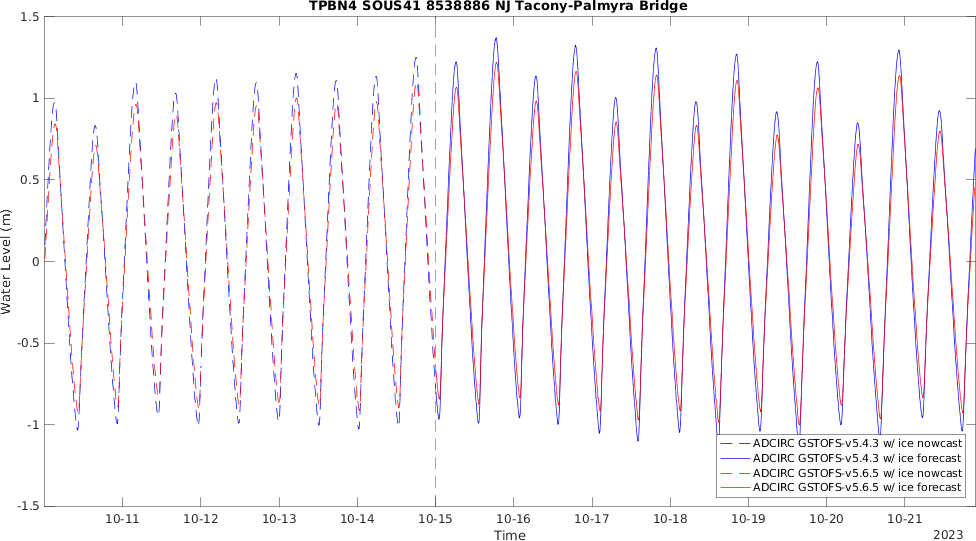 TPBN4 SOUS41 8538886 NJ Tacony-Palmyra Bridge
1.5
1
0.5
0
-0.5
-1
-1.5
Water Level (m)
10-11 10-12 10-13 10-14 10-15 10-16 10-17 10-18 10-19 10-20 10-21
Time
2023
ADCIRC GSTOFS-v5.4.3 w/ ice nowcast
ADCIRC GSTOFS-v5.4.3 w/ ice forecast
ADCIRC GSTOFS-v5.6.5 w/ ice nowcast
ADCIRC GSTOFS-v5.6.5 w/ ice forecast